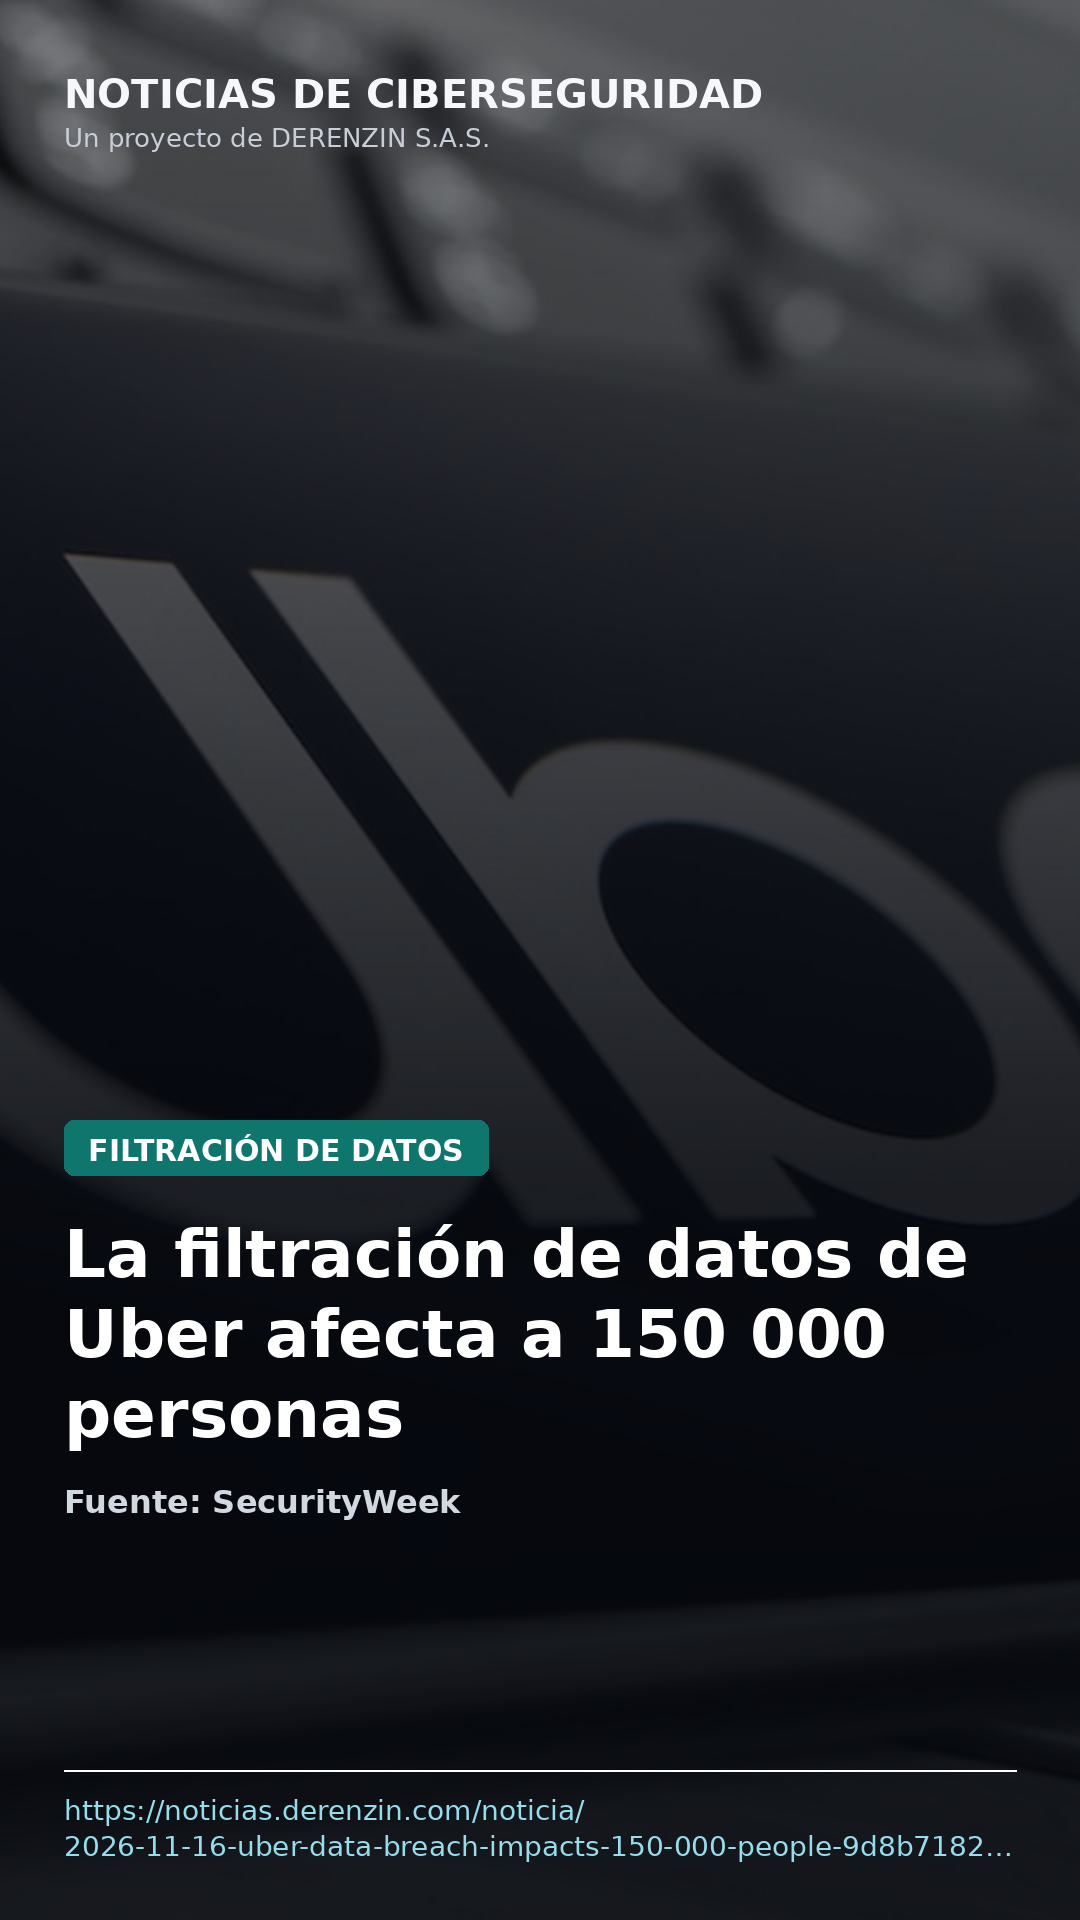 NOTICIAS DE CIBERSEGURIDAD
Un proyecto de DERENZIN S.A.S.
Ub
FILTRACIÓN DE DATOS
La filtración de datos de
Uber afecta a 150 000
personas
Fuente: SecurityWeek
https://noticias.derenzin.com/noticia/
2026-11-16-uber-data-breach-impacts-150-000-people-9d8b7182...